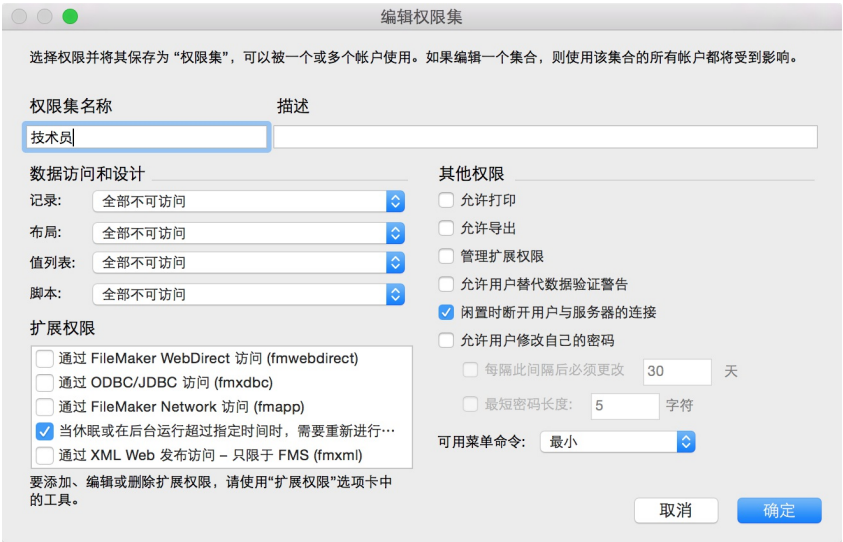 编辑权限集
选择权限并将其保存为 “权限集”，可以被一个或多个帐户使用。如果编辑一个集合，则使用该集合的所有帐户都将受到影响。
权限集名称
描述
技术员
数据访问和设计
记录: 全部不可访问
布局: 全部不可访问
值列表: 全部不可访问
脚本: 全部不可访问
扩展权限
通过 FileMaker WebDirect 访问 (fmwebdirect)
通过 ODBC/JDBC 访问 (fmxdbc)
通过 FileMaker Network 访问 (fmapp)
当休眠或在后台运行超过指定时间时，需要重新进行⋯
通过 XML Web 发布访问 – 只限于 FMS (fmxml)
要添加、编辑或删除扩展权限，请使用“扩展权限”选项卡中
的工具。
其他权限
允许打印
允许导出
管理扩展权限
允许用户替代数据验证警告
闲置时断开用户与服务器的连接
允许用户修改自己的密码
每隔此间隔后必须更改 30 天
最短密码长度: 5 字符
可用菜单命令: 最小
取消
确定